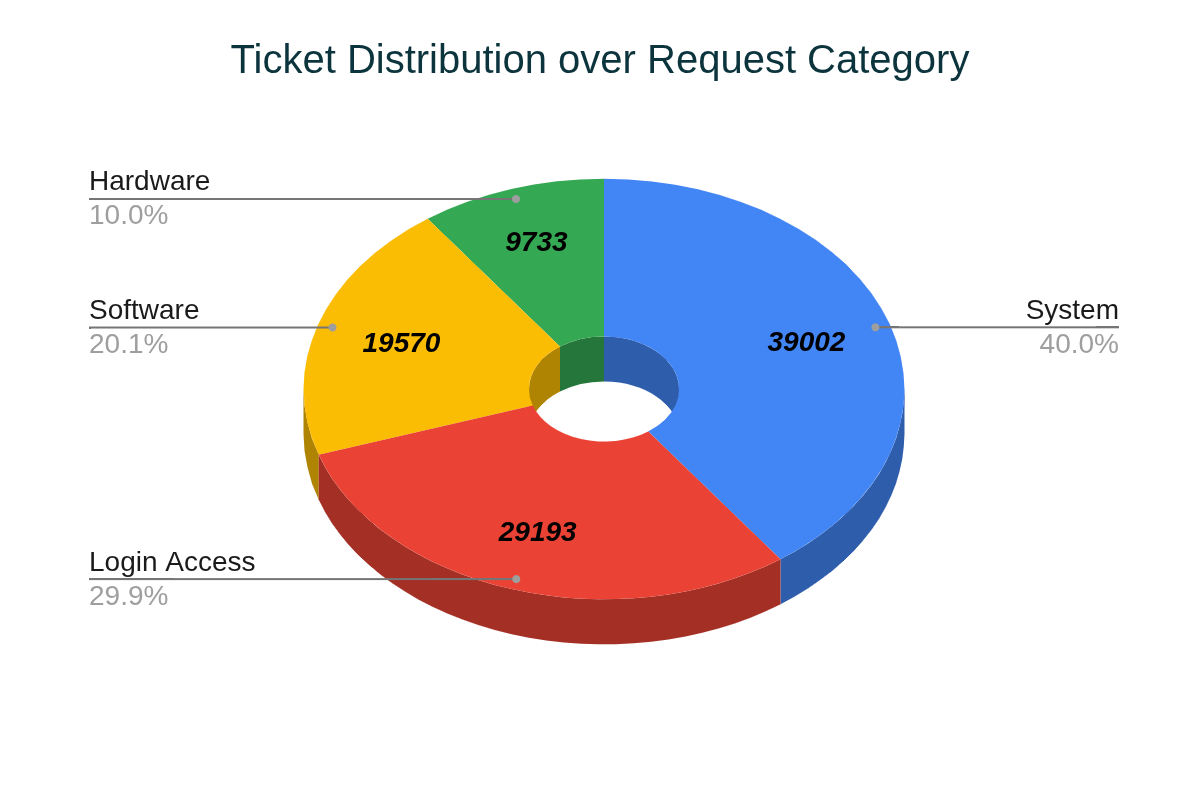 Ticket Distribution over Request Category
Hardware
10.0%
9733
Software
20.1%
19570
System
40.0%
39002
Login Access
29.9%
29193